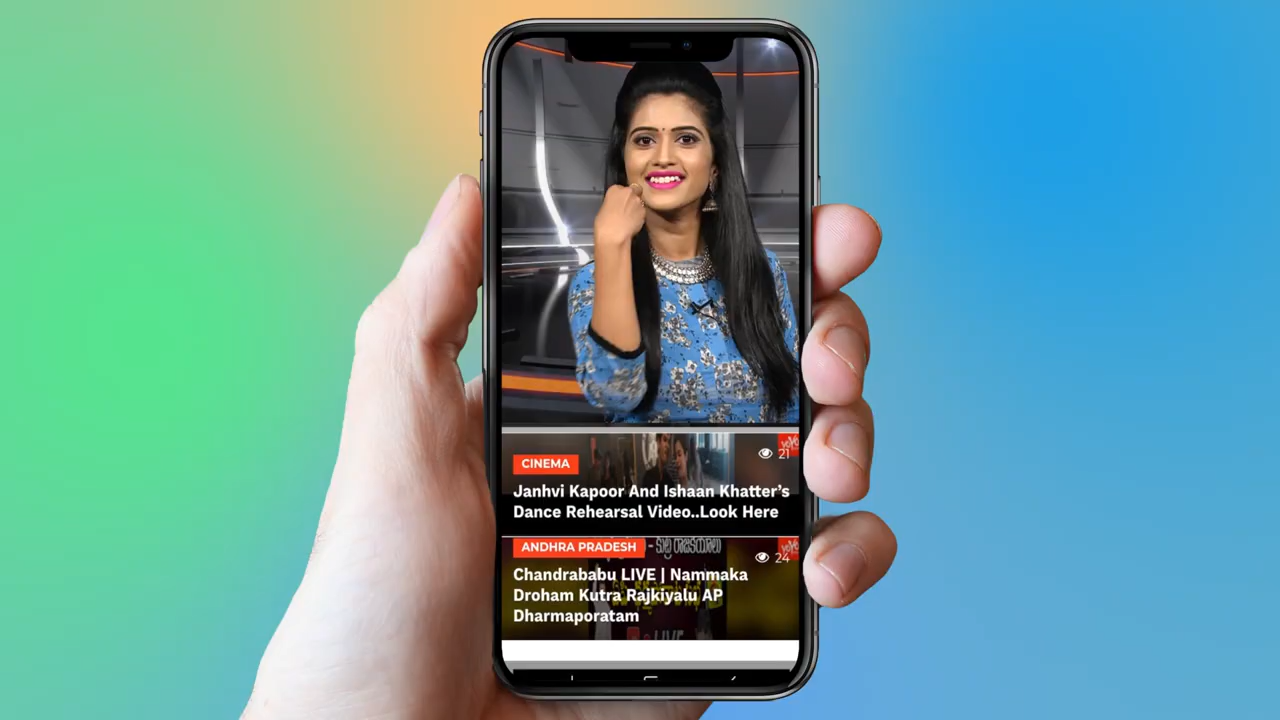 21
CINEMA
Janhvi Kapoor And Ishaan Khatter's
Dance Rehearsal Video..Look Here
ANDHRA PRADESH
24
Chandrababu LIVE | Nammaka
Droham Kutra Rajkiyalu AP
Dharmaporatam
LIVE